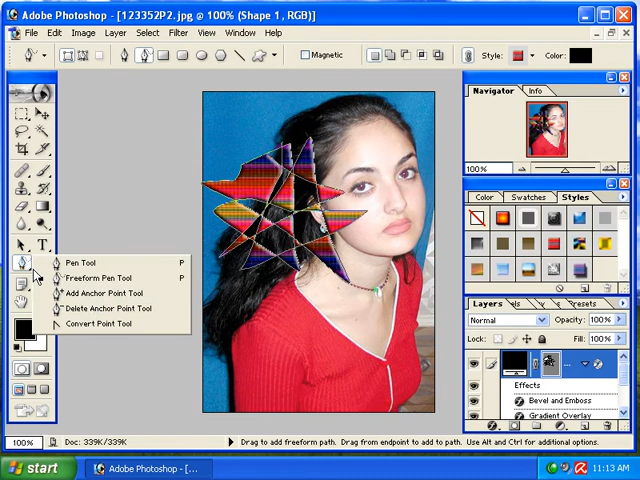 Adobe Photoshop - [123352P2.jpg @ 100% (Shape 1, RGB)]
File Edit Image Layer Select Filter View Window Help
Magnetic Style: Color:
Navigator Info
100%
Color Swatches Styles
Pen Tool P
Freeform Pen Tool P
Add Anchor Point Tool
Delete Anchor Point Tool
Convert Point Tool
Layers Presets
Normal Opacity: 100%
Lock: Fill: 100%
...
Effects
Bevel and Emboss
Gradient Overlay
100% Doc: 339K/339K Drag to add freeform path. Drag from endpoint to add to path. Use Alt and Ctrl for additional options.
start Adobe Photoshop - [... 11:13 AM